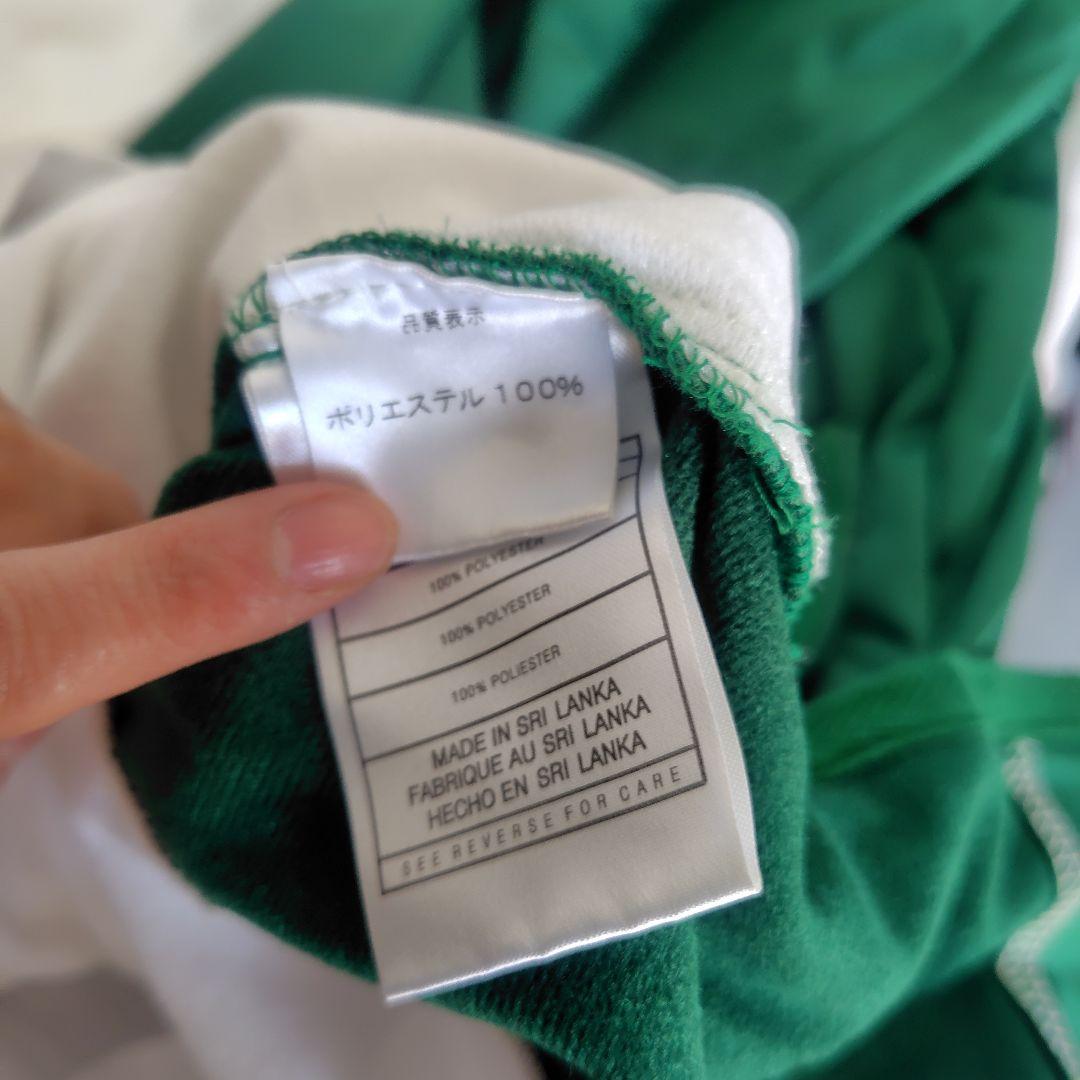 品質表示
ポリエステル 100%
100% POLYESTER
100% POLYESTER
100% POLIESTER
MADE IN SRI LANKA
FABRIQUE AU SRI LANKA
HECHO EN SRI LANKA
SEE REVERSE FOR CARE